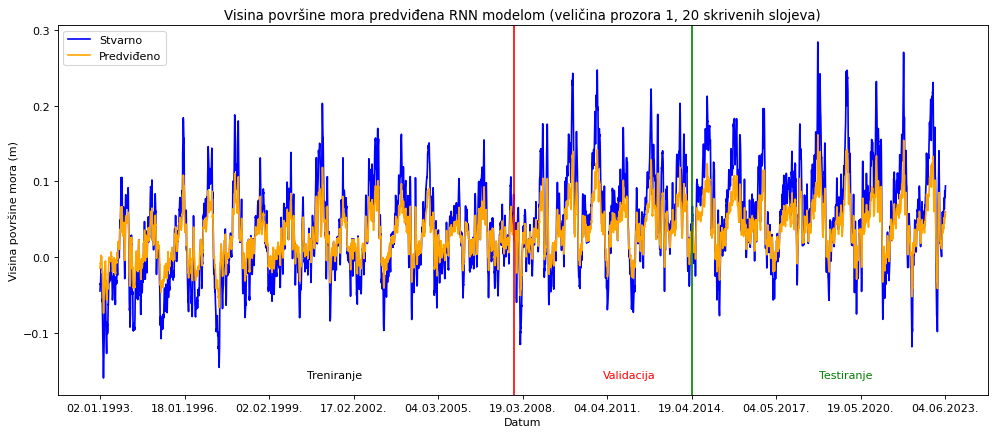 Visina površine mora predviđena RNN modelom (veličina prozora 1, 20 skrivenih slojeva)
Stvarno
Predviđeno
Visina površine mora (m)
0.3
0.2
0.1
0.0
−0.1
Treniranje
Validacija
Testiranje
02.01.1993.
18.01.1996.
02.02.1999.
17.02.2002.
04.03.2005.
19.03.2008.
04.04.2011.
19.04.2014.
04.05.2017.
19.05.2020.
04.06.2023.
Datum